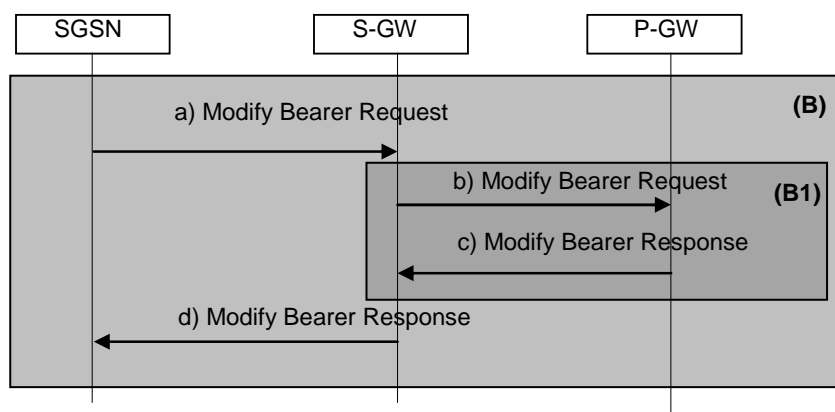 SGSN
S-GW
P-GW
(B)
a) Modify Bearer Request
b) Modify Bearer Request
(B1)
c) Modify Bearer Response
d) Modify Bearer Response